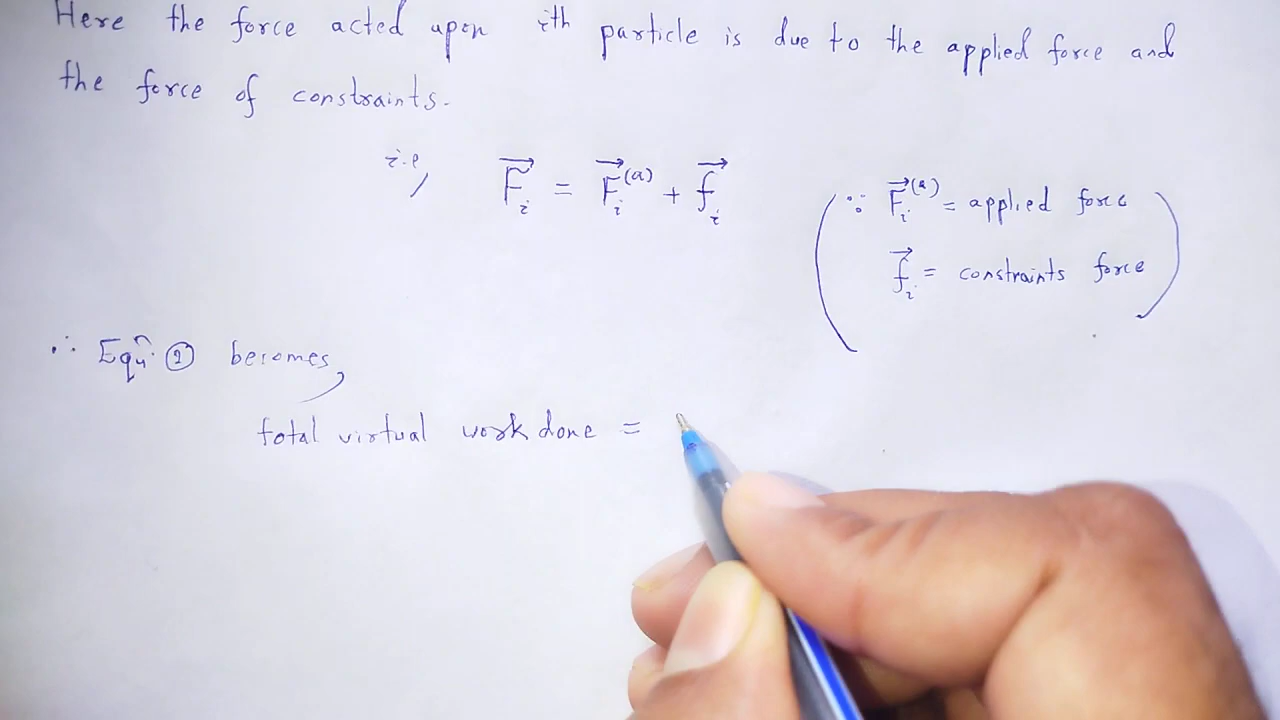 Here the force acted upon ith particle is due to the applied force and
the force of constraints.
i.e, F⃗ᵢ = F⃗ᵢ⁽ᵃ⁾ + f⃗ᵢ
(∵ F⃗ᵢ⁽ᵃ⁾ = applied force
f⃗ᵢ = constraints force)
∴ Equⁿ. ② becomes,
total virtual work done =